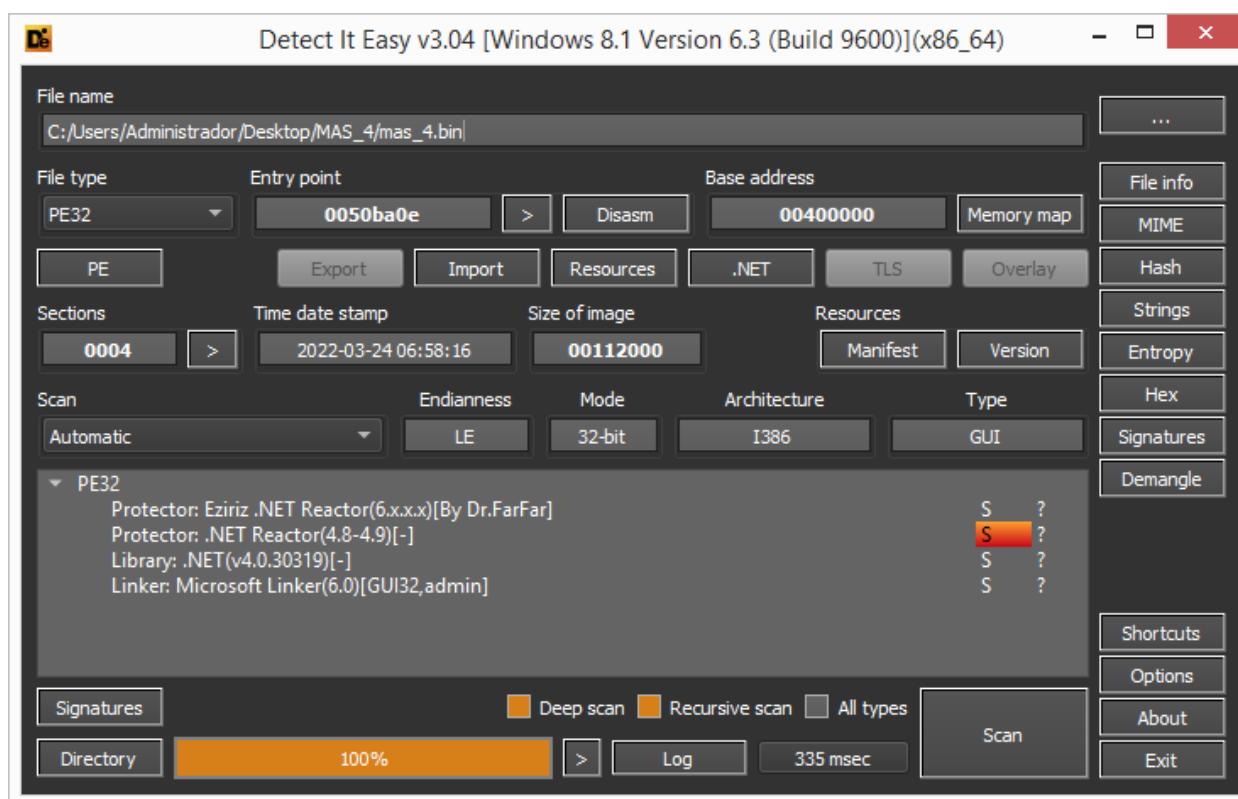 De
Detect It Easy v3.04 [Windows 8.1 Version 6.3 (Build 9600)](x86_64)
File name
C:/Users/Administrador/Desktop/MAS_4/mas_4.bin
...
File type Entry point Base address
File info
PE32 0050ba0e > Disasm 00400000 Memory map
MIME
PE Export Import Resources .NET TLS Overlay
Hash
Sections Time date stamp Size of image Resources
Strings
0004 > 2022-03-24 06:58:16 00112000 Manifest Version
Entropy
Scan Endianness Mode Architecture Type
Hex
Automatic LE 32-bit I386 GUI
Signatures
PE32
Demangle
Protector: Eziriz .NET Reactor(6.x.x.x)[By Dr.FarFar] S ?
Protector: .NET Reactor(4.8-4.9)[-] S ?
Library: .NET(v4.0.30319)[-] S ?
Linker: Microsoft Linker(6.0)[GUI32,admin] S ?
Shortcuts
Options
Signatures Deep scan Recursive scan All types
Scan
About
Directory 100% > Log 335 msec
Exit